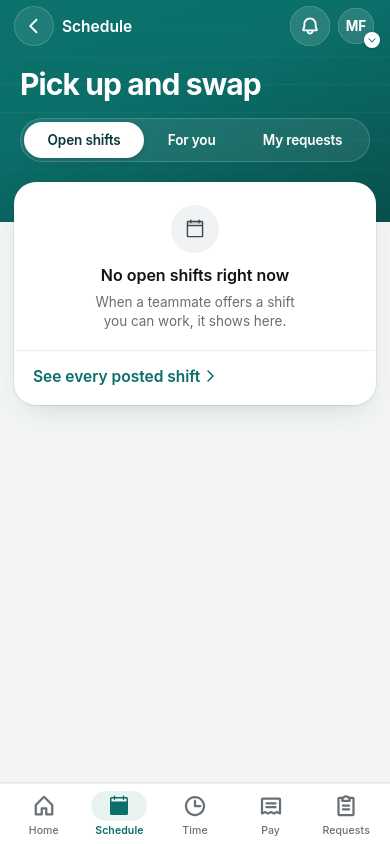 Schedule
MF
Pick up and swap
Open shifts
For you
My requests
No open shifts right now
When a teammate offers a shift
you can work, it shows here.
See every posted shift
Home
Schedule
Time
Pay
Requests